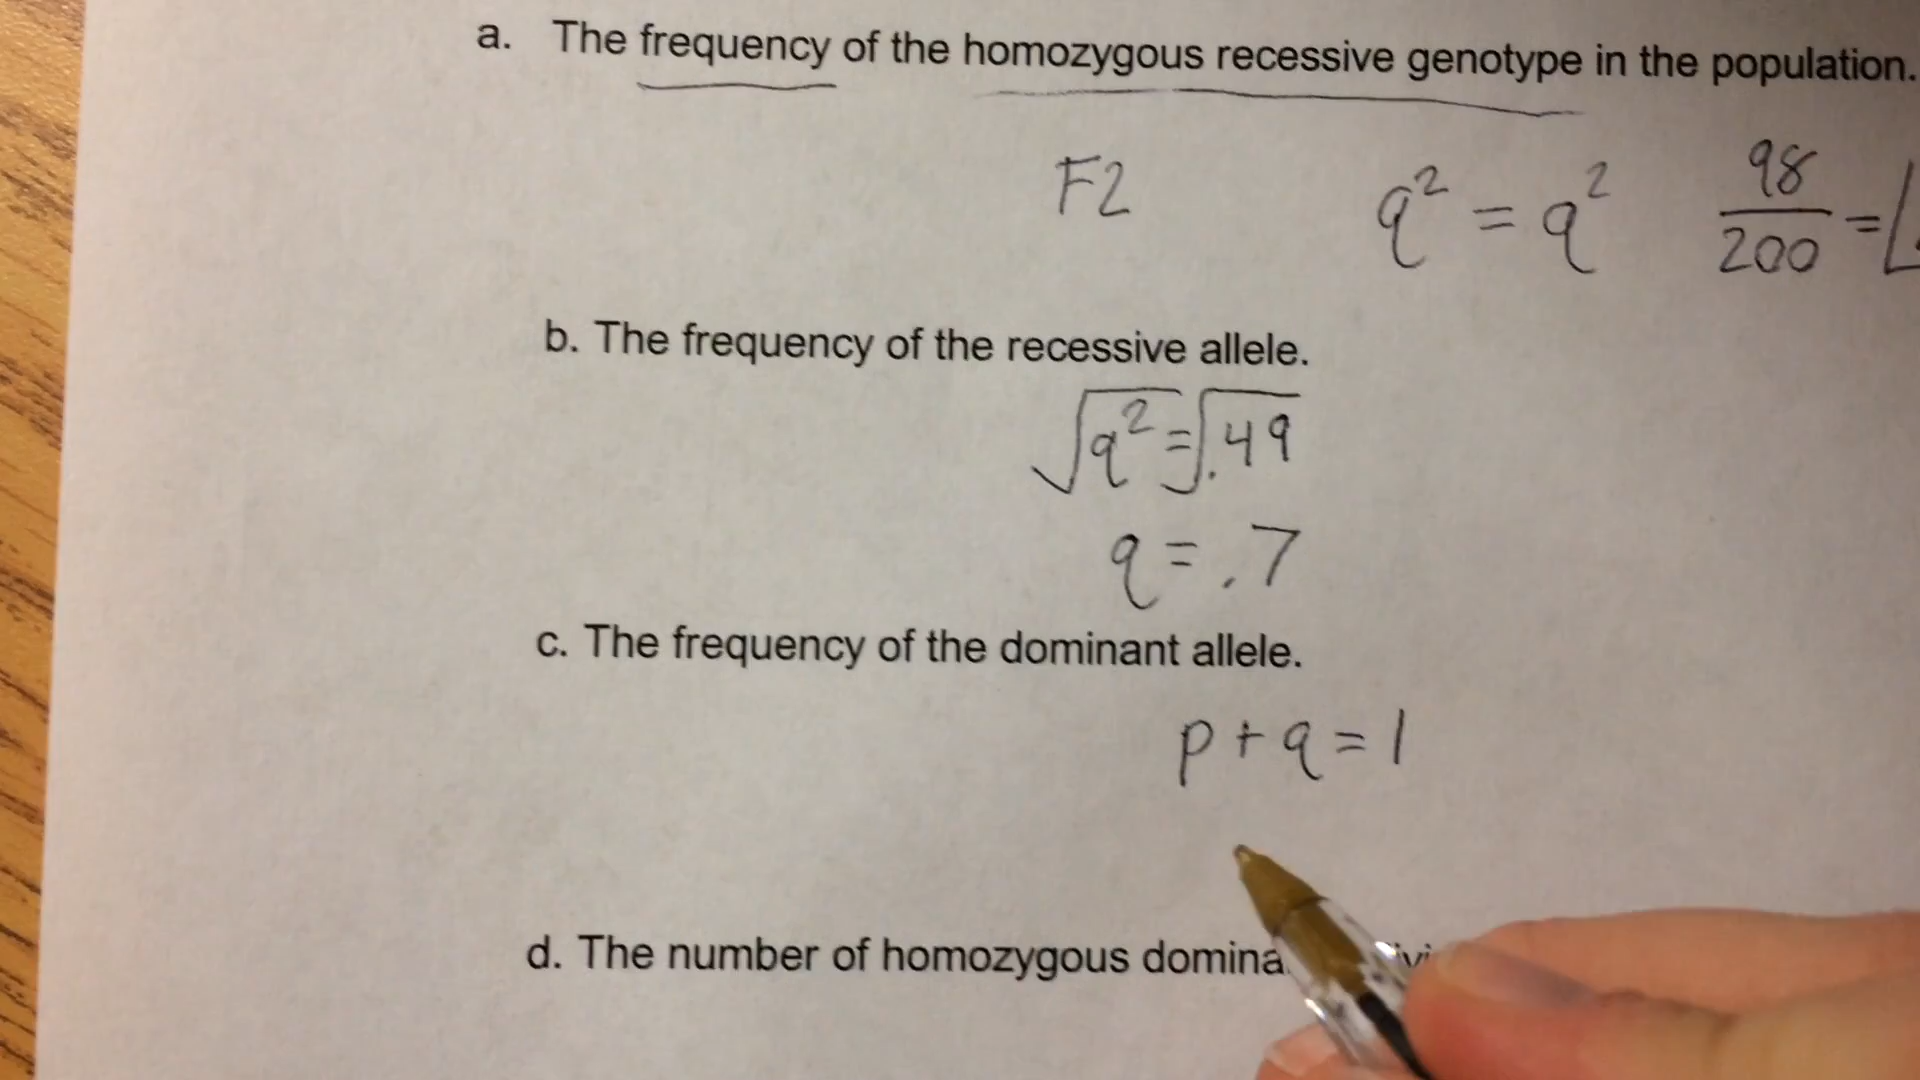 a. The frequency of the homozygous recessive genotype in the population.
F2 q² = q² 98/200 =
b. The frequency of the recessive allele.
√q² = √.49
q = .7
c. The frequency of the dominant allele.
p + q = 1
d. The number of homozygous